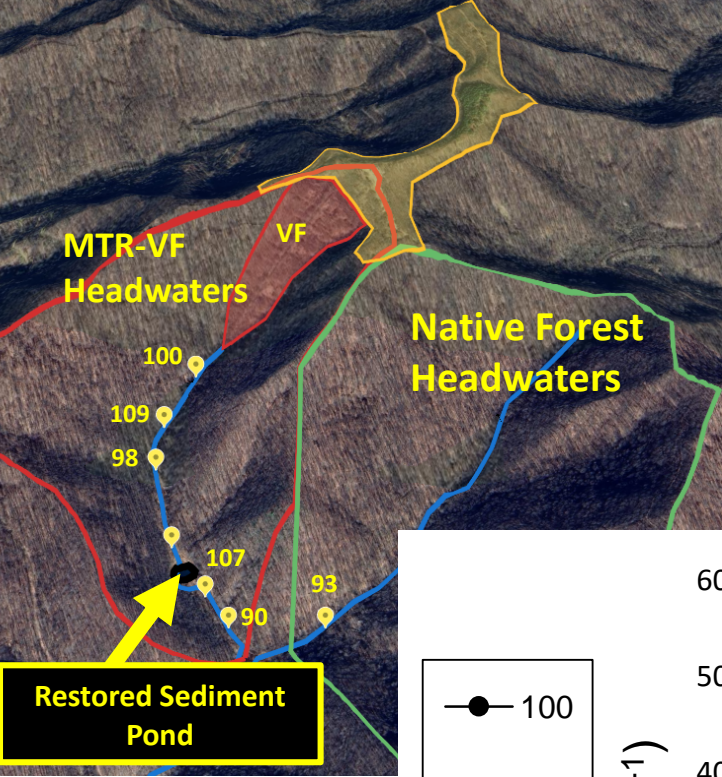 VF
MTR-VF
Headwaters
Native Forest
Headwaters
100
109
98
107
93
90
Restored Sediment
Pond
60
50
40
100
-1)